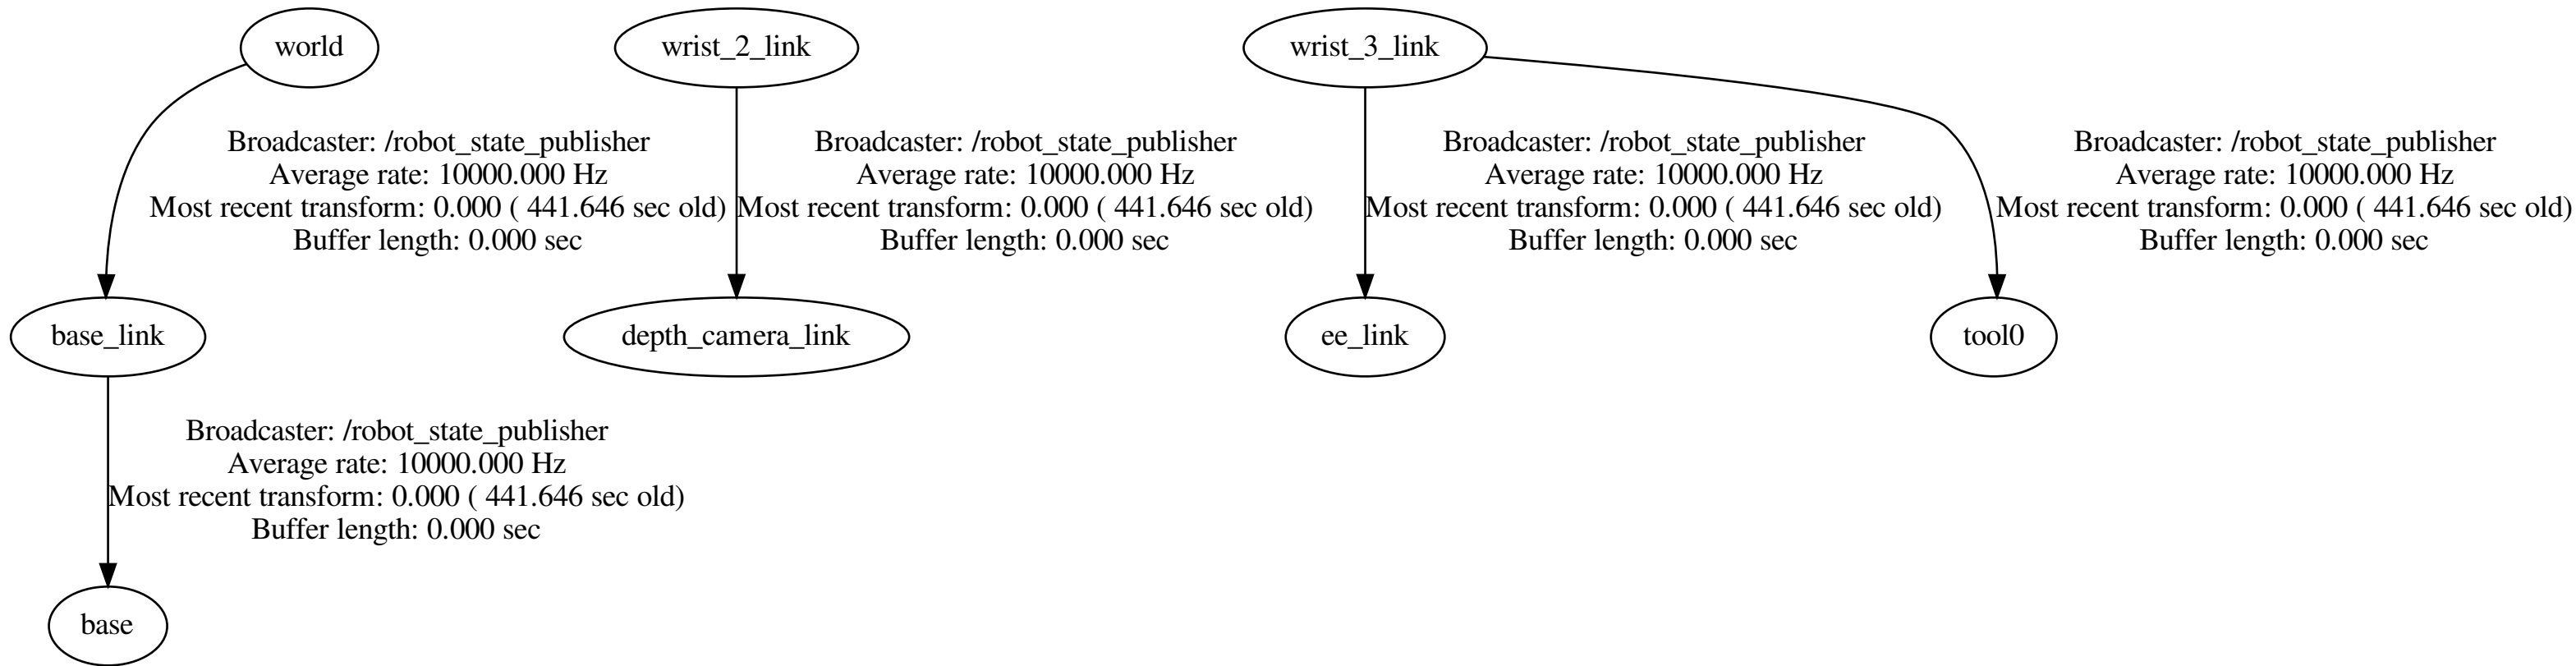 world
wrist_2_link
wrist_3_link
Broadcaster: /robot_state_publisher
Average rate: 10000.000 Hz
Most recent transform: 0.000 ( 441.646 sec old)
Buffer length: 0.000 sec
Broadcaster: /robot_state_publisher
Average rate: 10000.000 Hz
Most recent transform: 0.000 ( 441.646 sec old)
Buffer length: 0.000 sec
Broadcaster: /robot_state_publisher
Average rate: 10000.000 Hz
Most recent transform: 0.000 ( 441.646 sec old)
Buffer length: 0.000 sec
Broadcaster: /robot_state_publisher
Average rate: 10000.000 Hz
Most recent transform: 0.000 ( 441.646 sec old)
Buffer length: 0.000 sec
base_link
depth_camera_link
ee_link
tool0
Broadcaster: /robot_state_publisher
Average rate: 10000.000 Hz
Most recent transform: 0.000 ( 441.646 sec old)
Buffer length: 0.000 sec
base